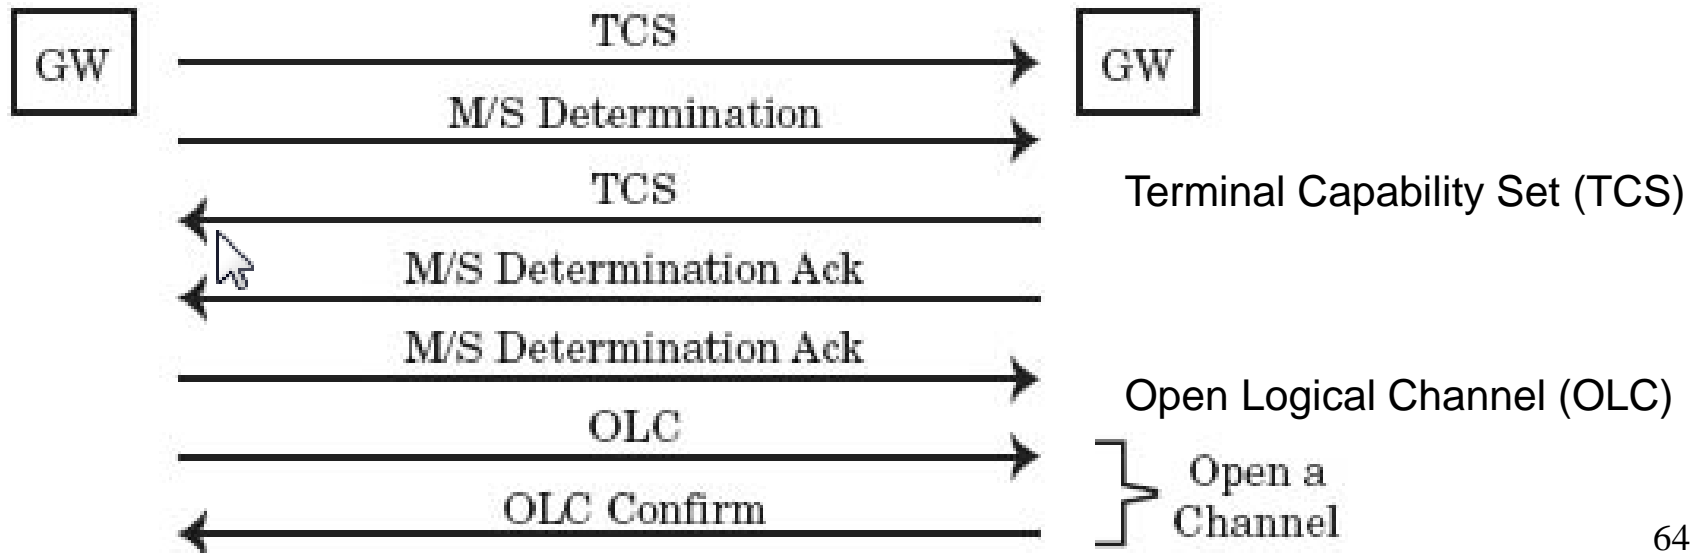 TCS
GW
GW
M/S Determination
TCS
Terminal Capability Set (TCS)
M/S Determination Ack
M/S Determination Ack
Open Logical Channel (OLC)
OLC
Open a
Channel
OLC Confirm
64